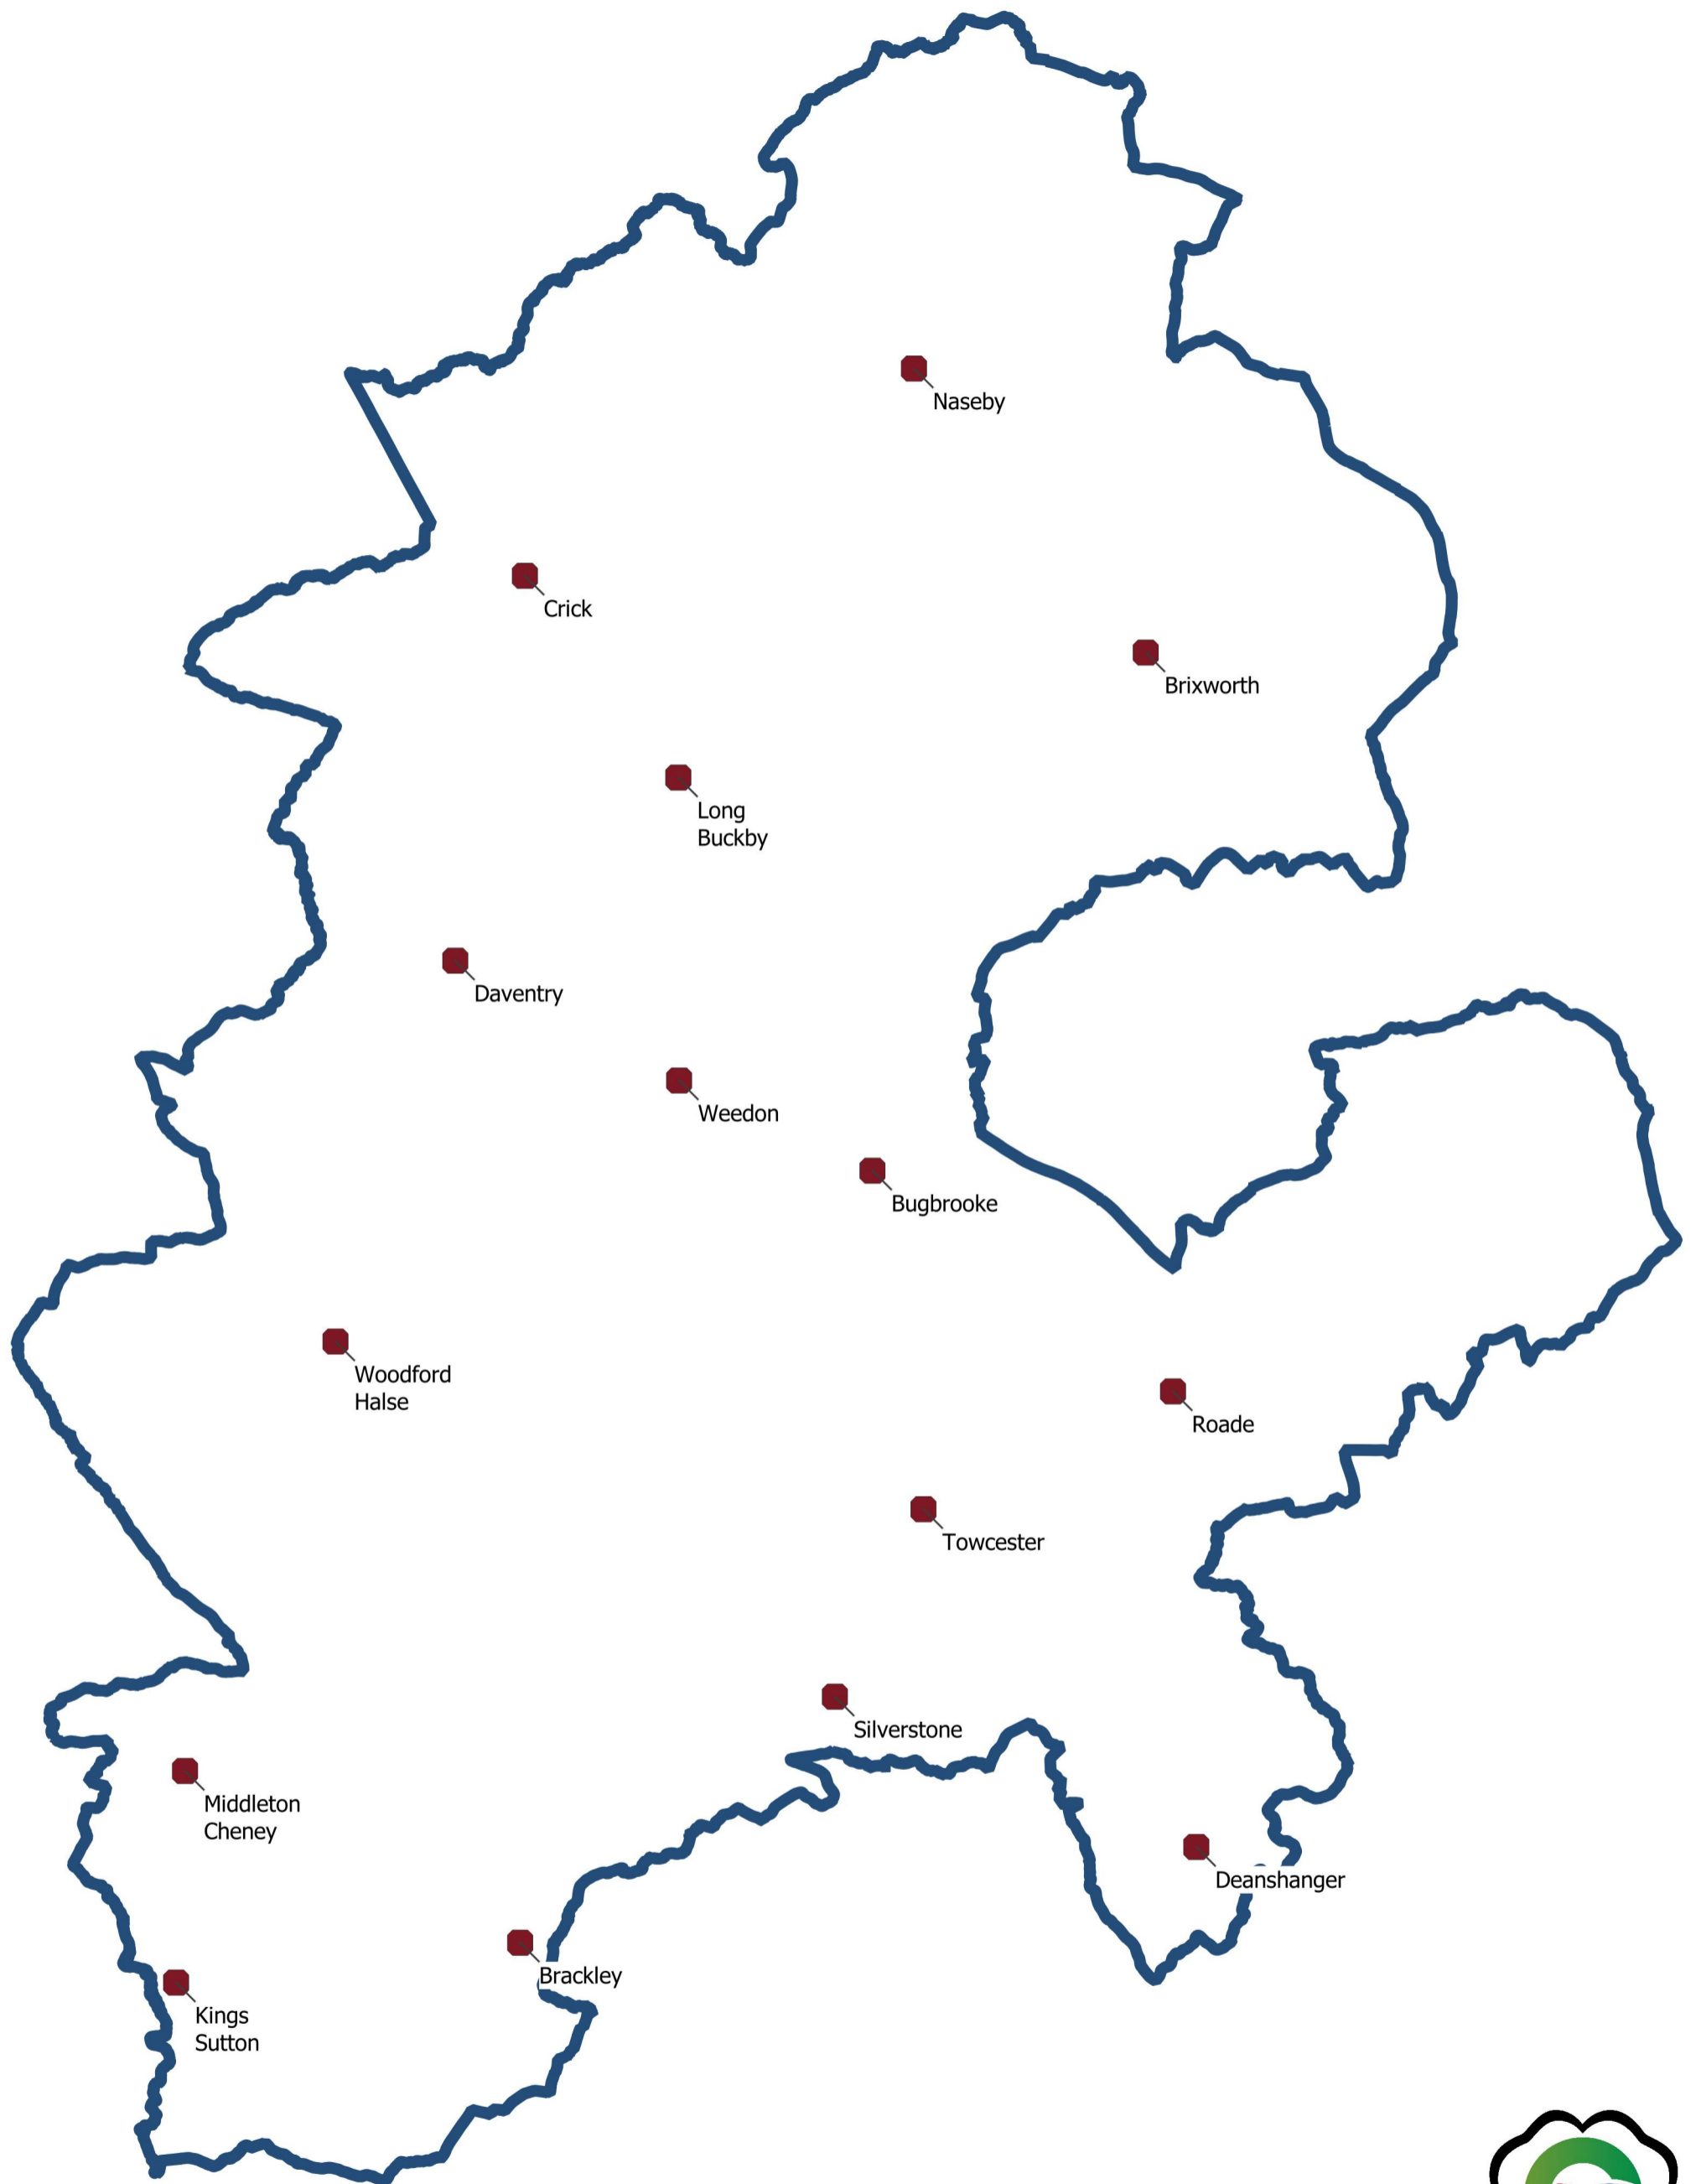 Naseby
Crick
Brixworth
Long
Buckby
Daventry
Weedon
Bugbrooke
Woodford
Halse
Roade
Towcester
Silverstone
Middleton
Cheney
Deanshanger
Brackley
Kings
Sutton